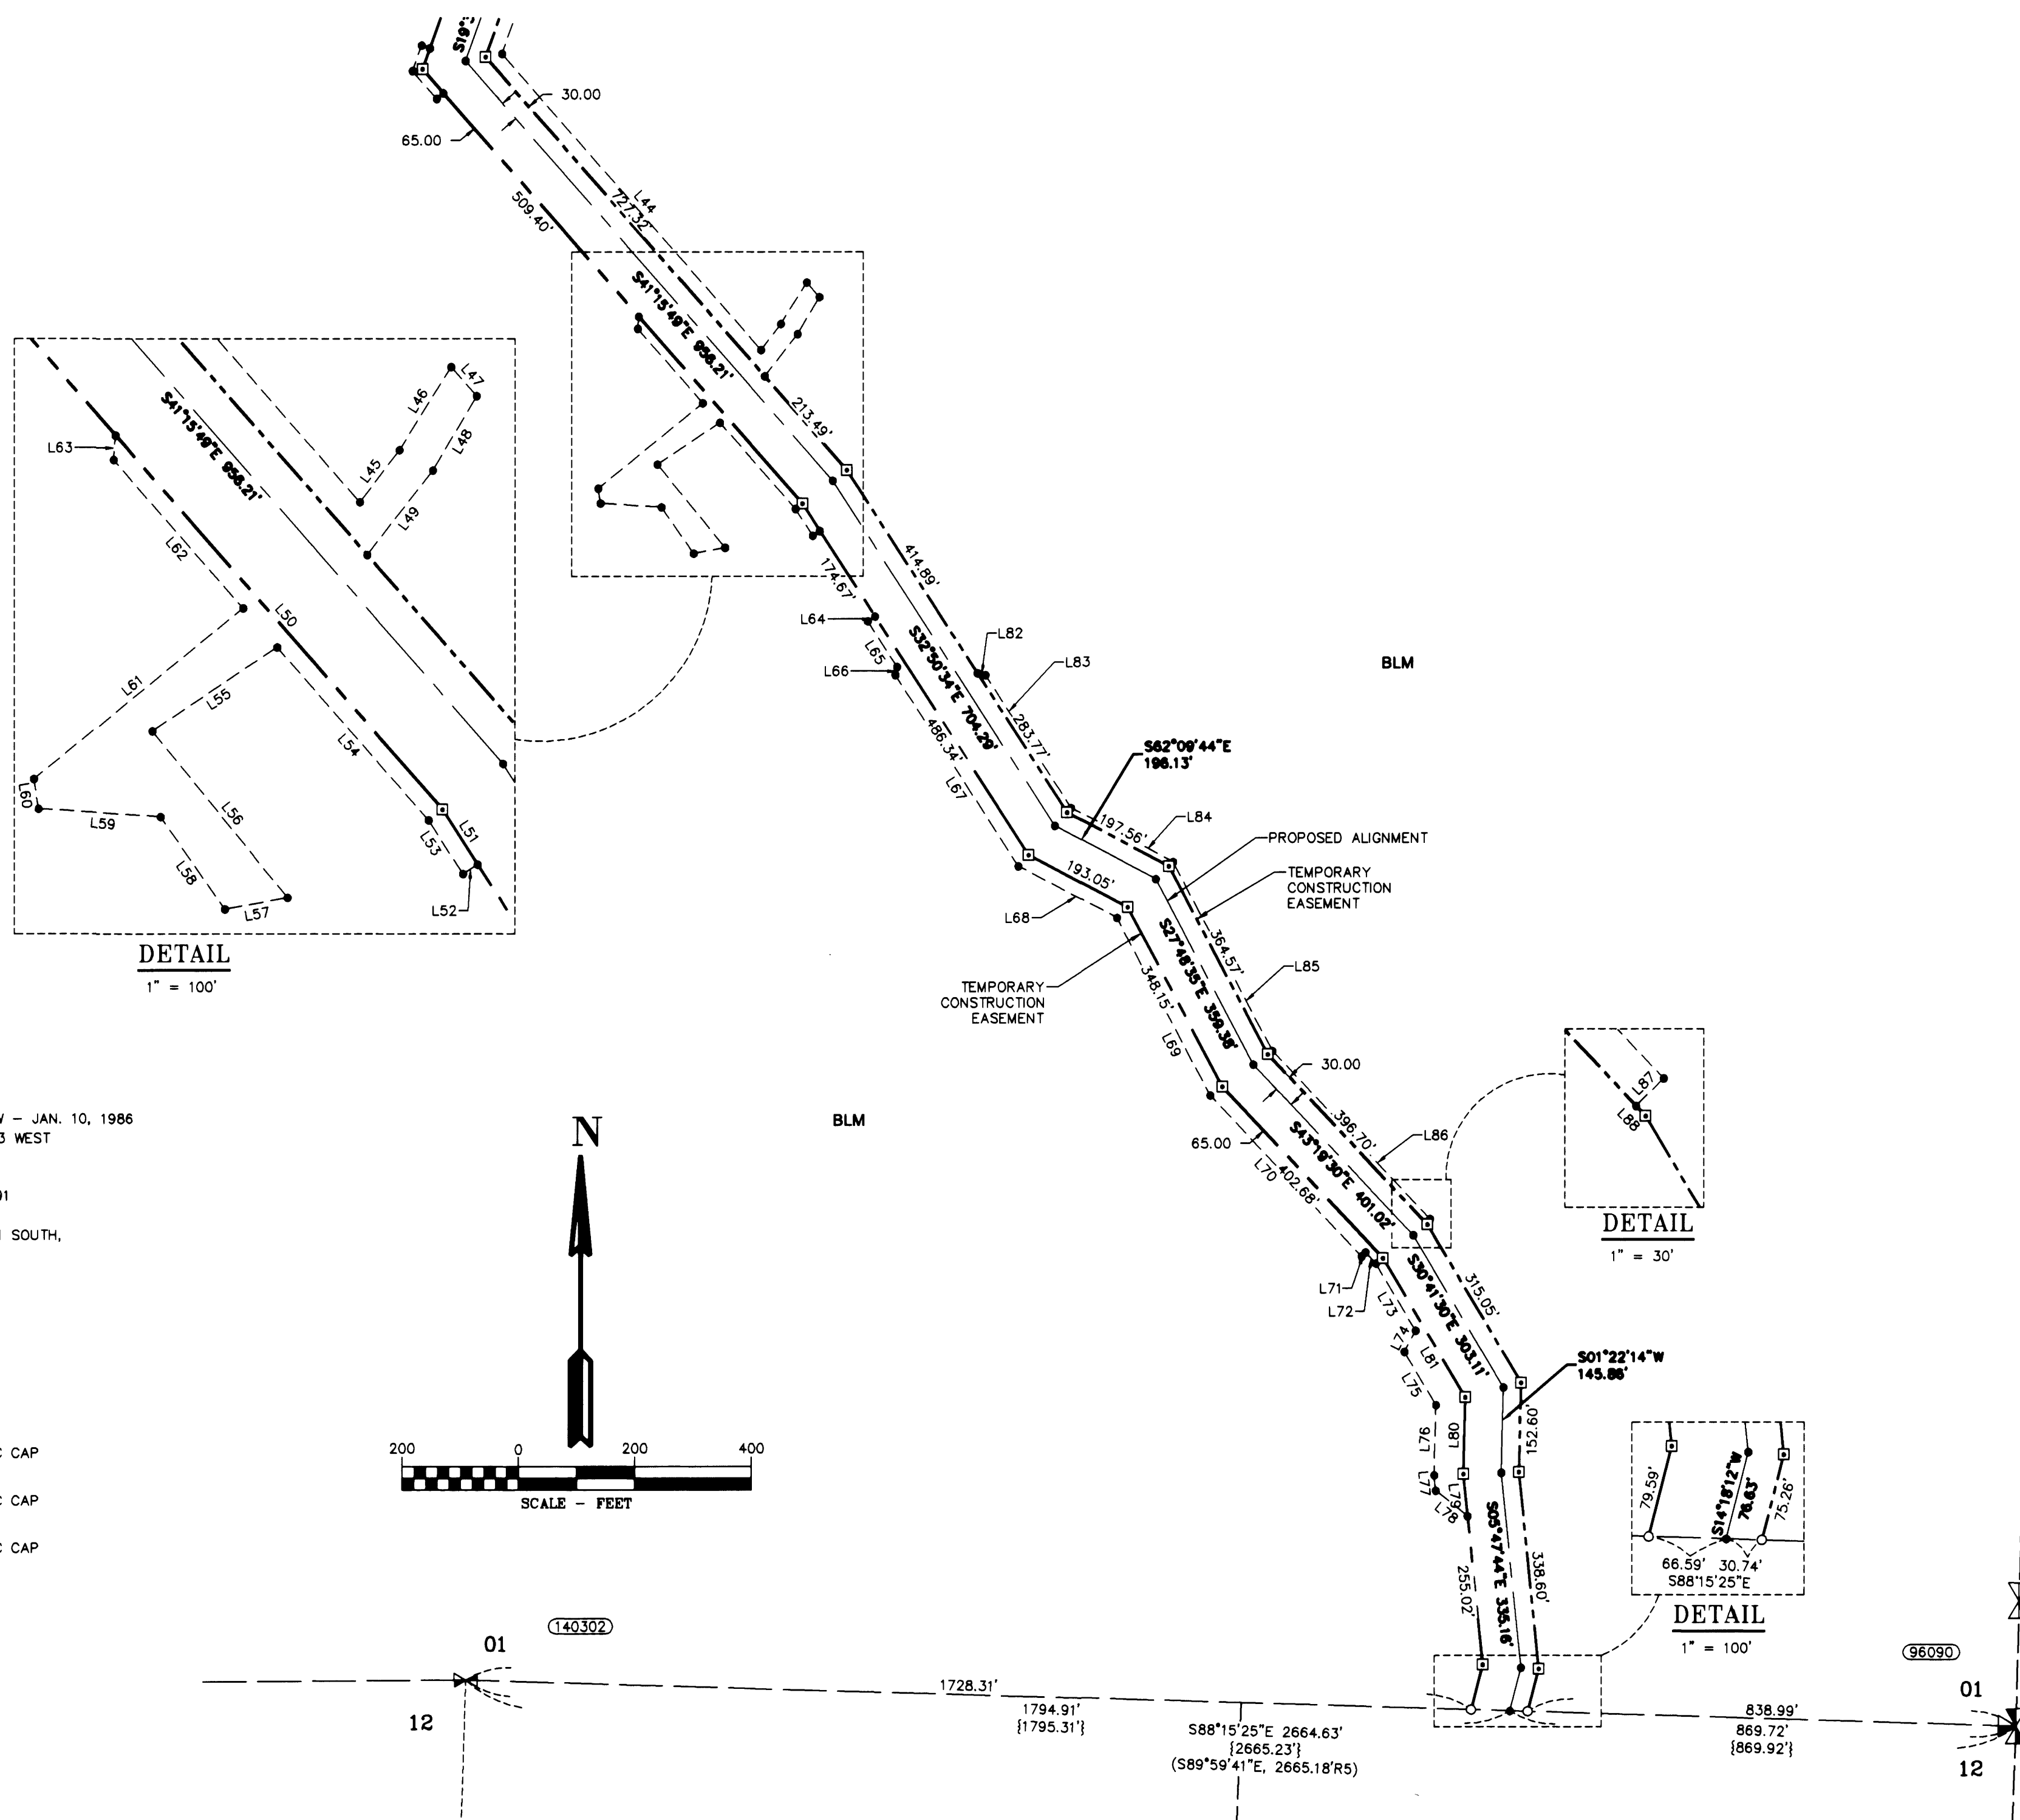 S19°
30.00
65.00
L44
727.32'
509.40'
S41°15'49"E 958.21'
213.49'
L63
S41°15'49"E 958.21'
L46
L47
L45
L48
L49
L62
L50
L61
L55
L54
L60
L59
L56
L58
L57
L53
L51
L52
DETAIL
1" = 100'
414.89'
174.67'
L64
L65
L66
S32°50'34"E 704.29'
L82
L83
283.77'
BLM
486.34'
L67
S62°09'44"E
196.13'
197.56'
L84
PROPOSED ALIGNMENT
TEMPORARY
CONSTRUCTION
EASEMENT
193.05'
L68
364.57'
L85
S27°48'35"E 359.38'
348.15'
TEMPORARY
CONSTRUCTION
EASEMENT
L69
30.00
396.70'
L86
65.00
S43°19'30"E 401.02'
L70
402.68'
L87
L88
DETAIL
1" = 30'
– JAN. 10, 1986
3 WEST
SOUTH,
N
BLM
L71
L72
L73
L74
L75
L81
S30°41'30"E 303.11'
315.05'
S01°22'14"W
145.86'
L76
L80
152.60'
L77
L79
L78
200
0
200
400
SCALE – FEET
CAP
CAP
CAP
S05°47'44"E 335.16'
255.02'
338.60'
79.59'
S14°18'12"W
76.63'
75.26'
66.59'
30.74'
S88°15'25"E
DETAIL
1" = 100'
140302
01
12
1728.31'
1794.91'
{1795.31'}
S88°15'25"E 2664.63'
{2665.23'}
(S89°59'41"E, 2665.18'R5)
96090
838.99'
869.72'
{869.92'}
01
12